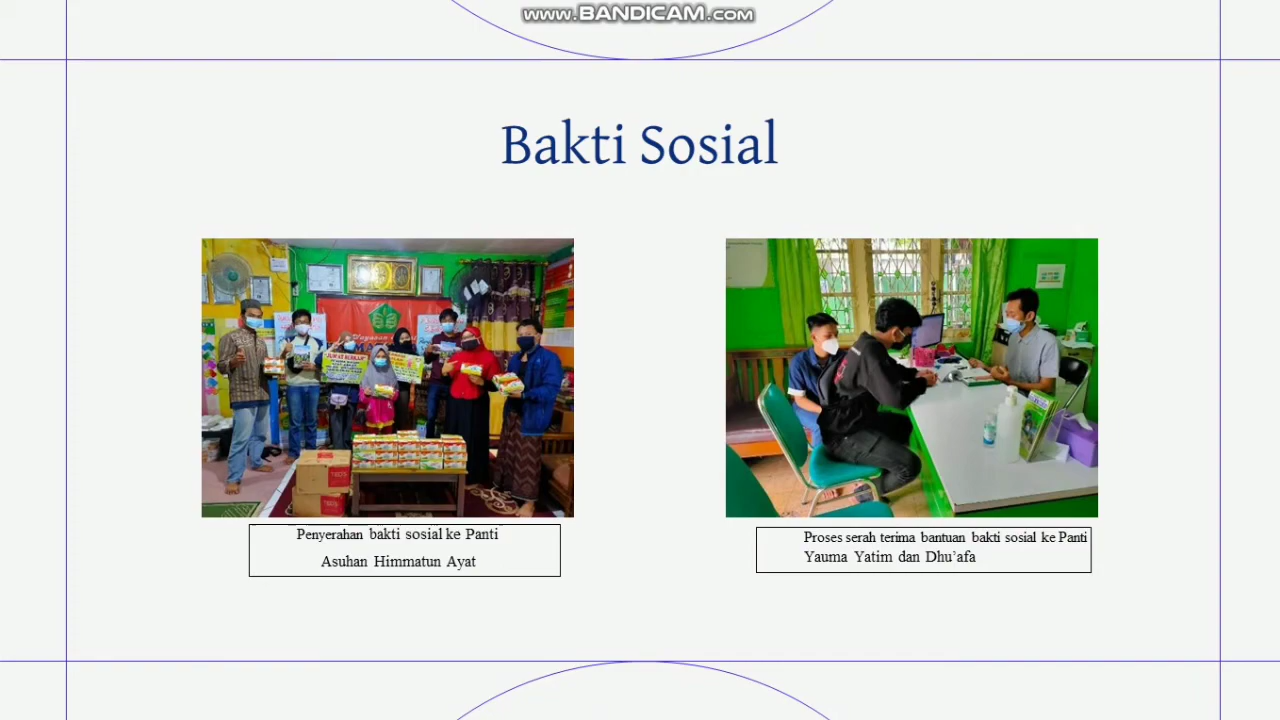 www.BANDICAM.com
Bakti Sosial
Penyerahan bakti sosial ke Panti
Asuhan Himmatun Ayat
Proses serah terima bantuan bakti sosial ke Panti
Yauma Yatim dan Dhu'afa